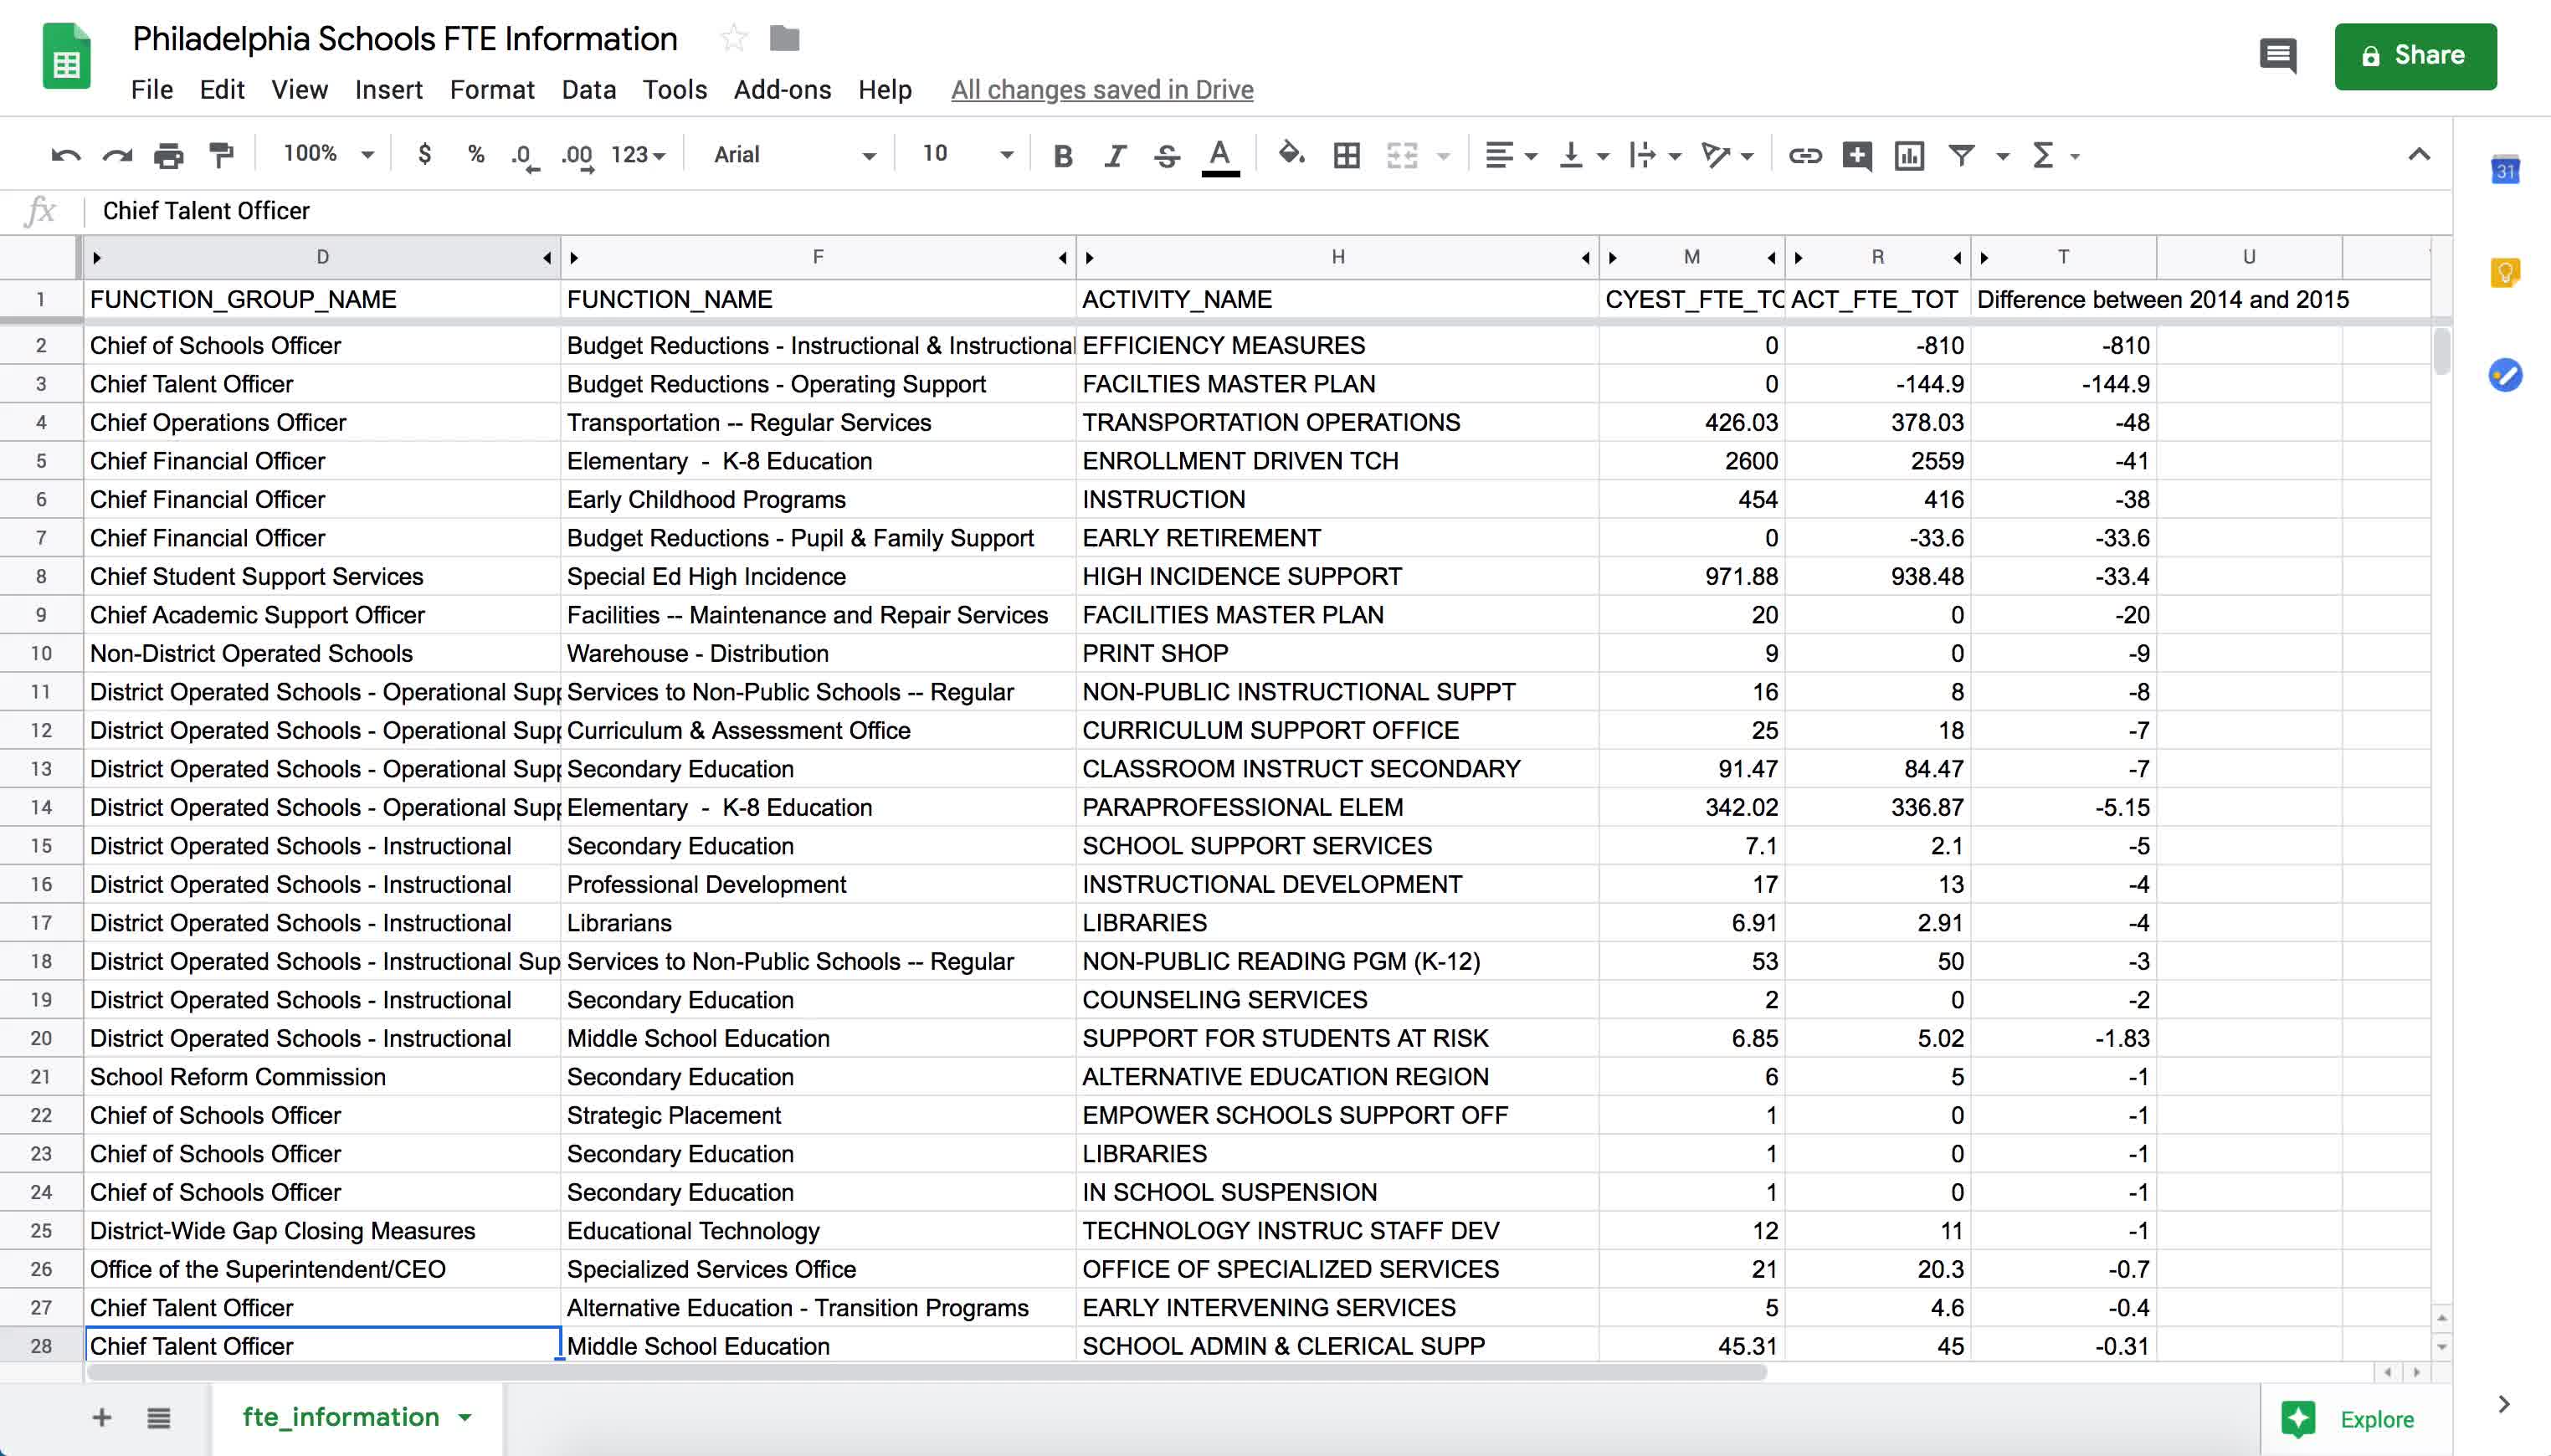 Philadelphia Schools FTE Information
File Edit View Insert Format Data Tools Add-ons Help All changes saved in Drive
Share
100% $ % .0 .00 123 Arial 10 B I S A Σ
31
fx Chief Talent Officer
D F H M R T U
1 FUNCTION_GROUP_NAME FUNCTION_NAME ACTIVITY_NAME CYEST_FTE_TO ACT_FTE_TOT Difference between 2014 and 2015
2 Chief of Schools Officer Budget Reductions - Instructional & Instructional EFFICIENCY MEASURES 0 -810 -810
3 Chief Talent Officer Budget Reductions - Operating Support FACILTIES MASTER PLAN 0 -144.9 -144.9
4 Chief Operations Officer Transportation -- Regular Services TRANSPORTATION OPERATIONS 426.03 378.03 -48
5 Chief Financial Officer Elementary - K-8 Education ENROLLMENT DRIVEN TCH 2600 2559 -41
6 Chief Financial Officer Early Childhood Programs INSTRUCTION 454 416 -38
7 Chief Financial Officer Budget Reductions - Pupil & Family Support EARLY RETIREMENT 0 -33.6 -33.6
8 Chief Student Support Services Special Ed High Incidence HIGH INCIDENCE SUPPORT 971.88 938.48 -33.4
9 Chief Academic Support Officer Facilities -- Maintenance and Repair Services FACILITIES MASTER PLAN 20 0 -20
10 Non-District Operated Schools Warehouse - Distribution PRINT SHOP 9 0 -9
11 District Operated Schools - Operational Supp Services to Non-Public Schools -- Regular NON-PUBLIC INSTRUCTIONAL SUPPT 16 8 -8
12 District Operated Schools - Operational Supp Curriculum & Assessment Office CURRICULUM SUPPORT OFFICE 25 18 -7
13 District Operated Schools - Operational Supp Secondary Education CLASSROOM INSTRUCT SECONDARY 91.47 84.47 -7
14 District Operated Schools - Operational Supp Elementary - K-8 Education PARAPROFESSIONAL ELEM 342.02 336.87 -5.15
15 District Operated Schools - Instructional Secondary Education SCHOOL SUPPORT SERVICES 7.1 2.1 -5
16 District Operated Schools - Instructional Professional Development INSTRUCTIONAL DEVELOPMENT 17 13 -4
17 District Operated Schools - Instructional Librarians LIBRARIES 6.91 2.91 -4
18 District Operated Schools - Instructional Sup Services to Non-Public Schools -- Regular NON-PUBLIC READING PGM (K-12) 53 50 -3
19 District Operated Schools - Instructional Secondary Education COUNSELING SERVICES 2 0 -2
20 District Operated Schools - Instructional Middle School Education SUPPORT FOR STUDENTS AT RISK 6.85 5.02 -1.83
21 School Reform Commission Secondary Education ALTERNATIVE EDUCATION REGION 6 5 -1
22 Chief of Schools Officer Strategic Placement EMPOWER SCHOOLS SUPPORT OFF 1 0 -1
23 Chief of Schools Officer Secondary Education LIBRARIES 1 0 -1
24 Chief of Schools Officer Secondary Education IN SCHOOL SUSPENSION 1 0 -1
25 District-Wide Gap Closing Measures Educational Technology TECHNOLOGY INSTRUC STAFF DEV 12 11 -1
26 Office of the Superintendent/CEO Specialized Services Office OFFICE OF SPECIALIZED SERVICES 21 20.3 -0.7
27 Chief Talent Officer Alternative Education - Transition Programs EARLY INTERVENING SERVICES 5 4.6 -0.4
28 Chief Talent Officer Middle School Education SCHOOL ADMIN & CLERICAL SUPP 45.31 45 -0.31
fte_information
Explore